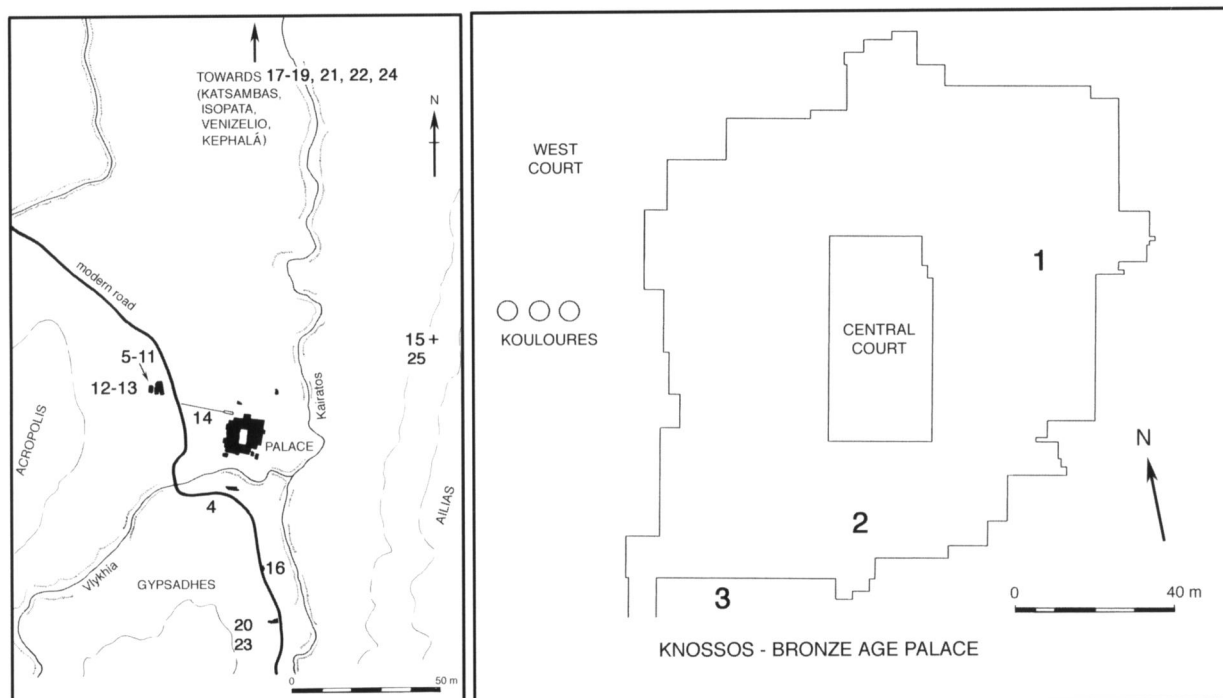 TOWARDS 17-19, 21, 22, 24
(KATSAMBAS,
ISOPATA,
VENIZELIO,
KEPHALÁ)
N
modern road
5-11
12-13
14
15 +
25
Kairatos
PALACE
ACROPOLIS
AILIAS
4
Vlykhia
GYPSADHES
16
20
23
0 50 m
WEST
COURT
KOULOURES
CENTRAL
COURT
1
2
3
N
0 40 m
KNOSSOS - BRONZE AGE PALACE